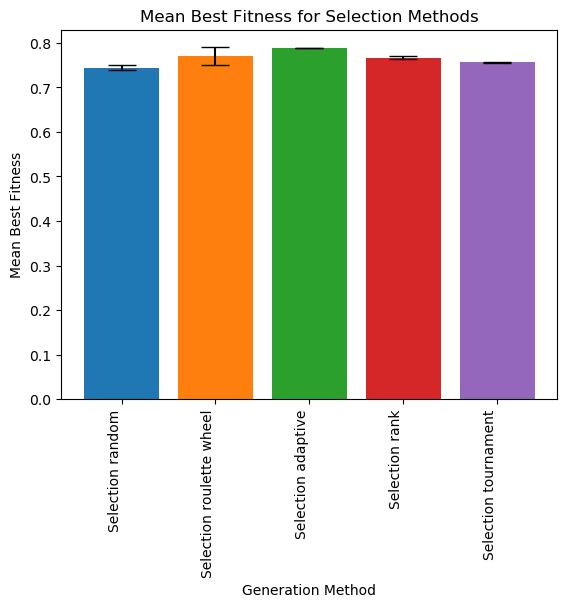 Mean Best Fitness for Selection Methods
Mean Best Fitness
0.8
0.7
0.6
0.5
0.4
0.3
0.2
0.1
0.0
Selection random
Selection roulette wheel
Selection adaptive
Selection rank
Selection tournament
Generation Method